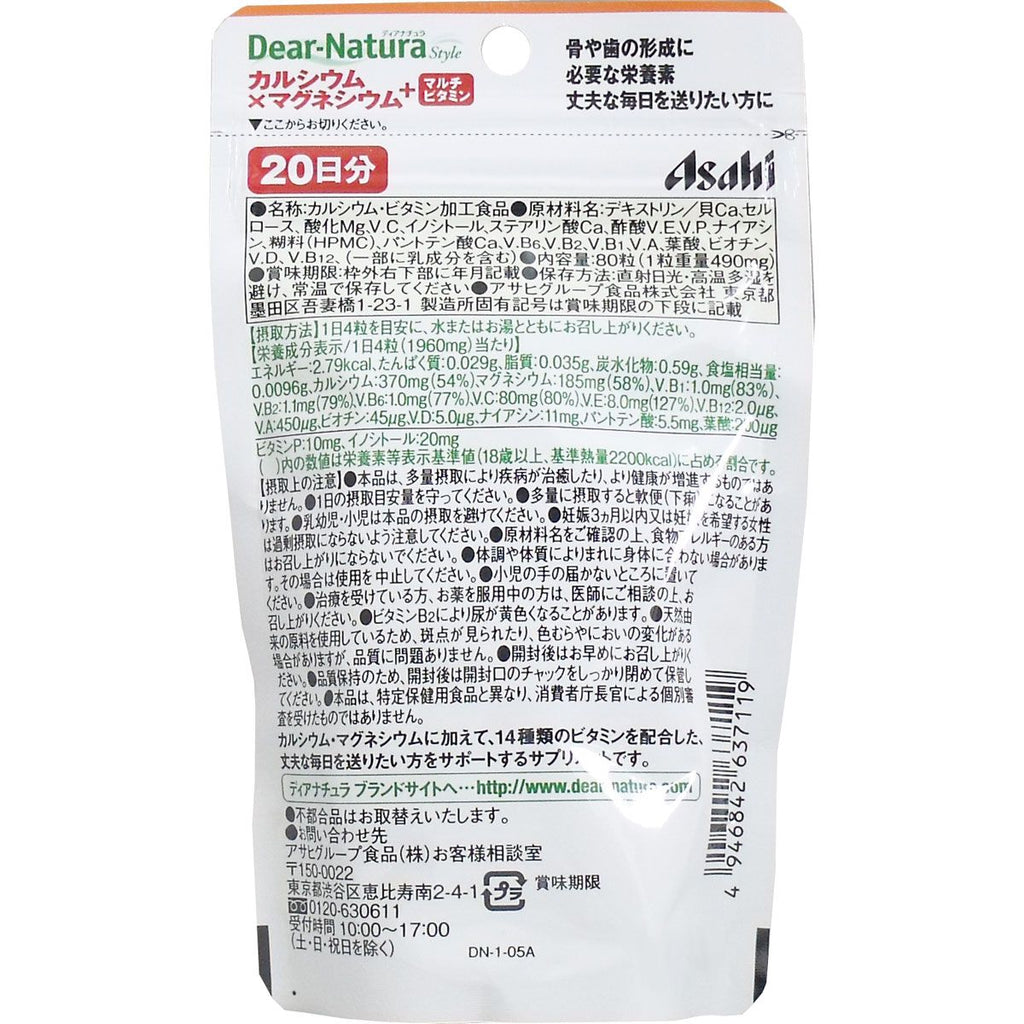 ディアナチュラ
Dear-Natura Style
カルシウム
×マグネシウム+ マルチビタミン
▼ここからお切りください。
骨や歯の形成に
必要な栄養素
丈夫な毎日を送りたい方に
20日分
Asahi
●名称:カルシウム・ビタミン加工食品●原材料名:デキストリン/貝Ca、セル
ロース、酸化Mg、V.C、イノシトール、ステアリン酸Ca、酢酸V.E、V.P、ナイアシ
ン、糊料(HPMC)、パントテン酸Ca、V.B6、V.B2、V.B1、V.A、葉酸、ビオチン、
V.D、V.B12、(一部に乳成分を含む)●内容量:80粒(1粒重量490mg)
●賞味期限:枠外右下部に年月記載●保存方法:直射日光・高温多湿を
避け、常温で保存してください●アサヒグループ食品株式会社 東京都
墨田区吾妻橋1-23-1 製造所固有記号は賞味期限の下段に記載
【摂取方法】1日4粒を目安に、水またはお湯とともにお召し上がりください。
【栄養成分表示/1日4粒(1960mg)当たり】
エネルギー:2.79kcal、たんぱく質:0.029g、脂質:0.035g、炭水化物:0.59g、食塩相当量:
0.0096g、カルシウム:370mg(54%)マグネシウム:185mg(58%)、V.B1:1.0mg(83%)、
V.B2:1.1mg(79%)、V.B6:1.0mg(77%)、V.C:80mg(80%)、V.E:8.0mg(127%)、V.B12:2.0μg、
V.A:450μg、ビオチン:45μg、V.D:5.0μg、ナイアシン:11mg、パントテン酸:5.5mg、葉酸:200μg
ビタミンP:10mg、イノシトール:20mg
( )内の数値は栄養素等表示基準値(18歳以上、基準熱量2200kcal)に占める割合です。
【摂取上の注意】●本品は、多量摂取により疾病が治癒したり、より健康が増進するものではあ
りません。●1日の摂取目安量を守ってください。●多量に摂取すると軟便(下痢)になることがあ
ります。●乳幼児・小児は本品の摂取を避けてください。●妊娠3ヵ月以内又は妊娠を希望する女性
は過剰摂取にならないよう注意してください。●原材料名をご確認の上、食物アレルギーのある方
はお召し上がりにならないでください。●体調や体質によりまれに身体に合わない場合がありま
す。その場合は使用を中止してください。●小児の手の届かないところに置いて
ください。●治療を受けている方、お薬を服用中の方は、医師にご相談の上、お
召し上がりください。●ビタミンB2により尿が黄色くなることがあります。●天然由
来の原料を使用しているため、斑点が見られたり、色むらやにおいの変化がある
場合がありますが、品質に問題ありません。●開封後はお早めにお召し上がりく
ださい。●品質保持のため、開封後は開封口のチャックをしっかり閉めて保管し
てください。●本品は、特定保健用食品と異なり、消費者庁長官による個別審
査を受けたものではありません。
カルシウム・マグネシウムに加えて、14種類のビタミンを配合した、
丈夫な毎日を送りたい方をサポートするサプリメントです。
ディアナチュラ ブランドサイトへ…http://www.dear-natura.com
●不都合品はお取替えいたします。
●お問い合わせ先
アサヒグループ食品(株)お客様相談室
〒150-0022
東京都渋谷区恵比寿南2-4-1
0120-630611
受付時間 10:00〜17:00
(土・日・祝日を除く)
プラ
賞味期限
DN-1-05A
4 946842 637119